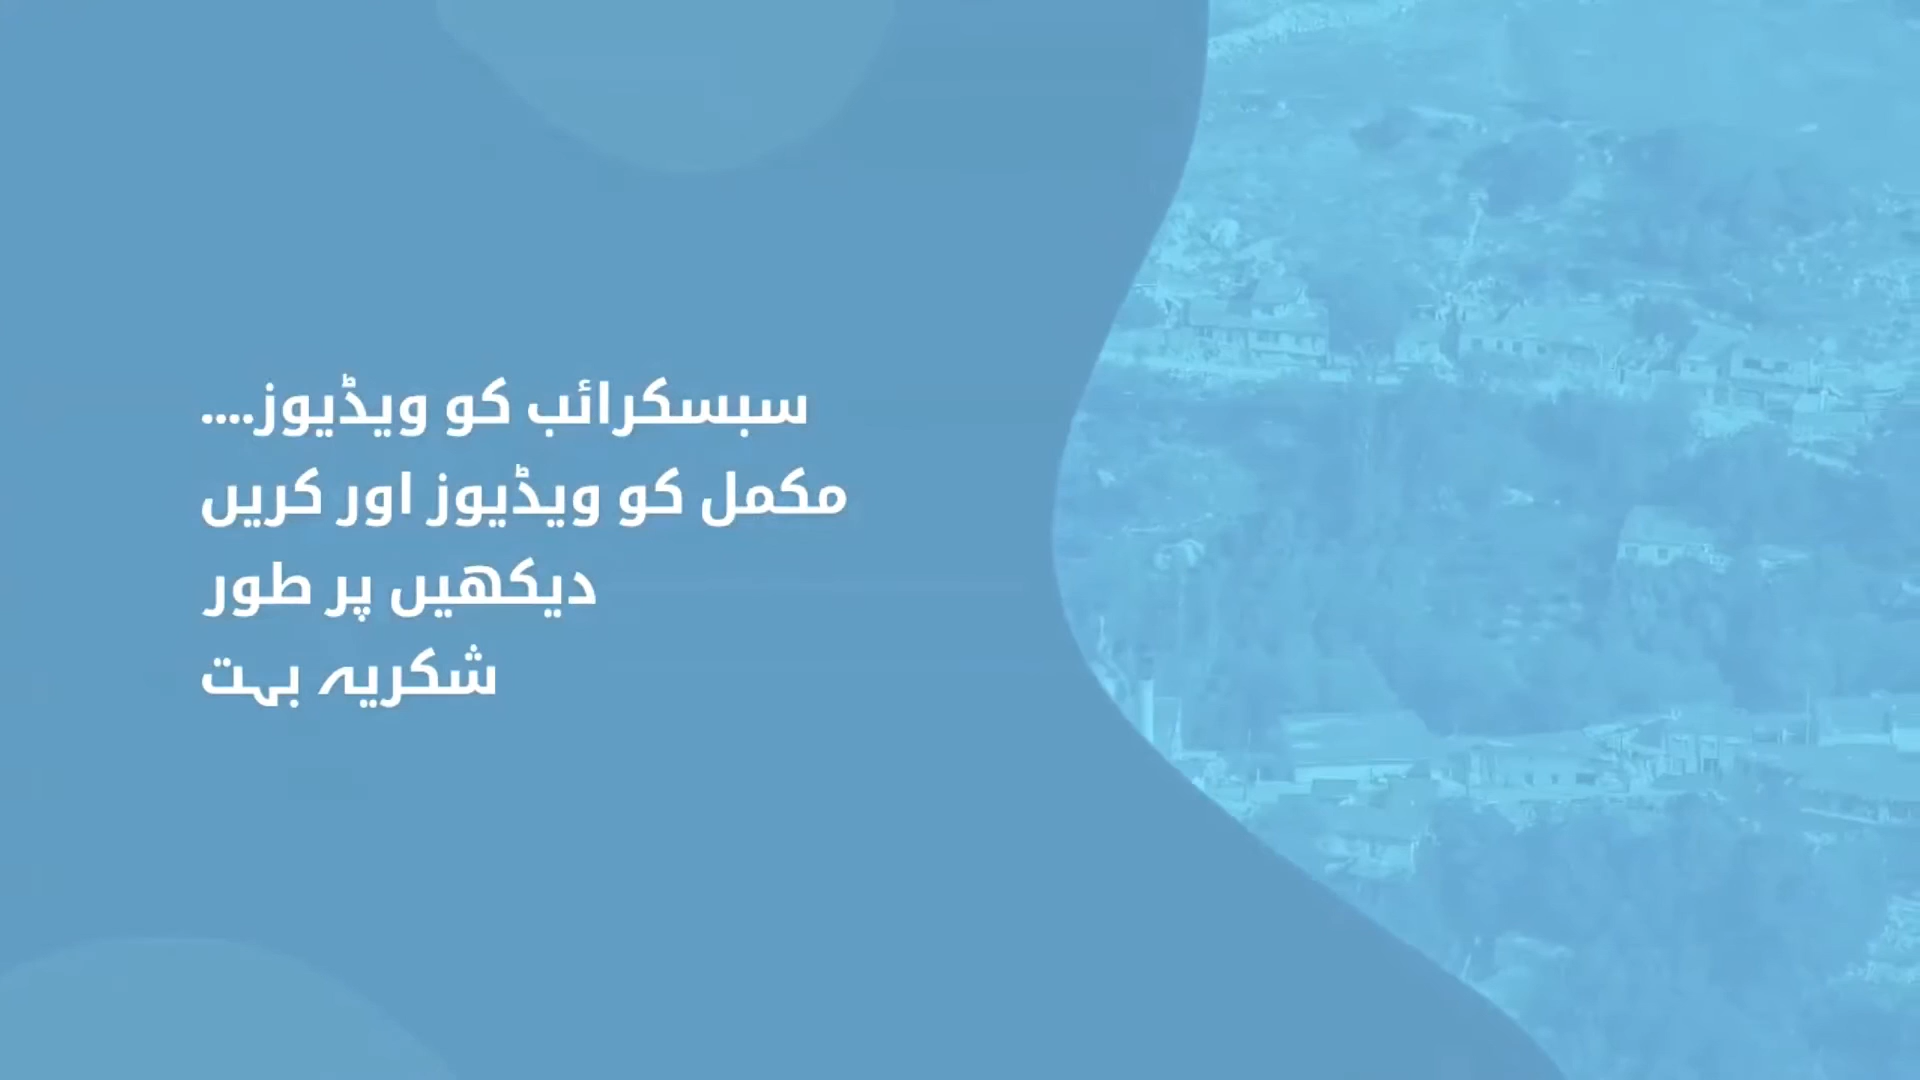 سبسکرائب کو ویڈیوز....
مکمل کو ویڈیوز اور کریں
دیکھیں پر طور
شکریہ بہت